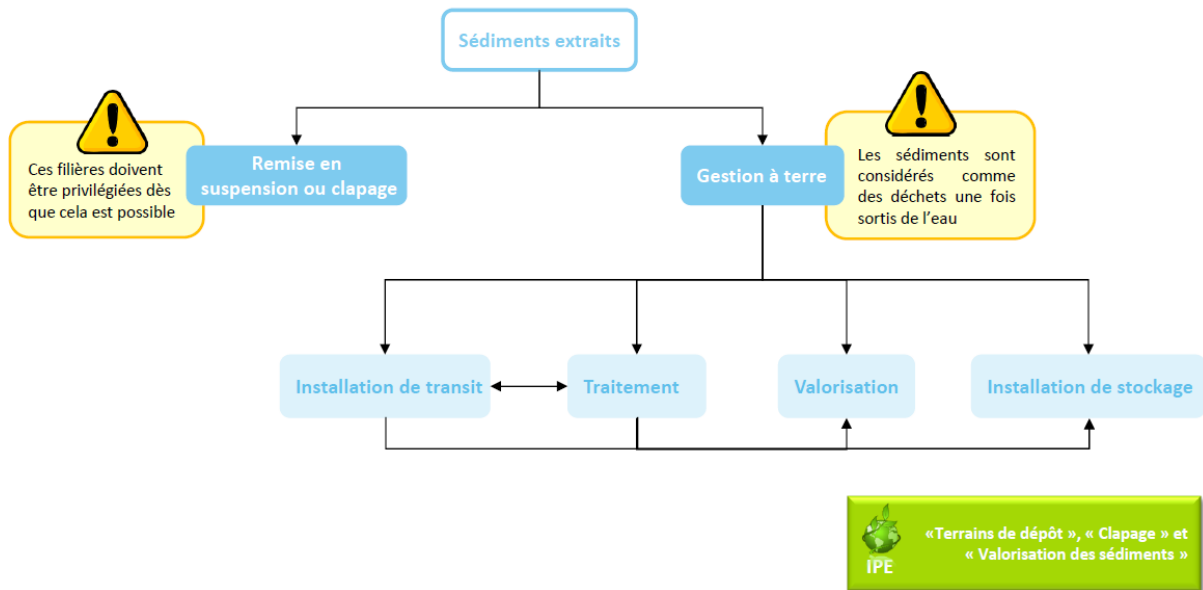 Sédiments extraits
Ces filières doivent
être privilégiées dès
que cela est possible
Remise en
suspension ou clapage
Gestion à terre
Les sédiments sont
considérés comme
des déchets une fois
sortis de l'eau
Installation de transit
Traitement
Valorisation
Installation de stockage
IPE
«Terrains de dépôt », « Clapage » et
« Valorisation des sédiments »